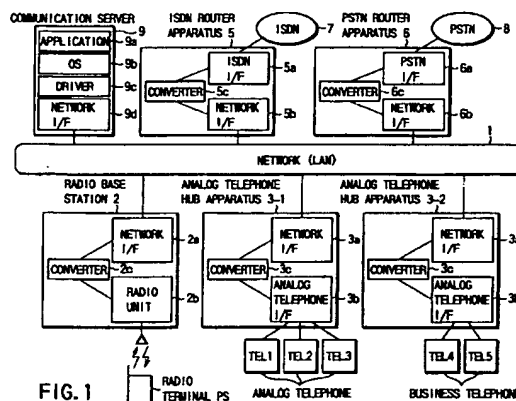 COMMUNICATION SERVER
9
APPLICATION
9a
OS
9b
DRIVER
9c
NETWORK I/F
9d
ISDN ROUTER APPARATUS 5
ISDN
7
ISDN I/F
5a
CONVERTER
5c
NETWORK I/F
5b
PSTN ROUTER APPARATUS 6
PSTN
8
PSTN I/F
6a
CONVERTER
6c
NETWORK I/F
6b
1
NETWORK (LAN)
RADIO BASE STATION 2
NETWORK I/F
2a
CONVERTER
2c
RADIO UNIT
2b
ANALOG TELEPHONE HUB APPARATUS 3-1
NETWORK I/F
3a
CONVERTER
3c
ANALOG TELEPHONE I/F
3b
ANALOG TELEPHONE HUB APPARATUS 3-2
NETWORK I/F
CONVERTER
3c
ANALOG TELEPHONE I/F
TEL1
TEL2
TEL3
TEL4
TEL5
FIG. 1
RADIO TERMINAL PS
ANALOG TELEPHONE
BUSINESS TELEPHONE